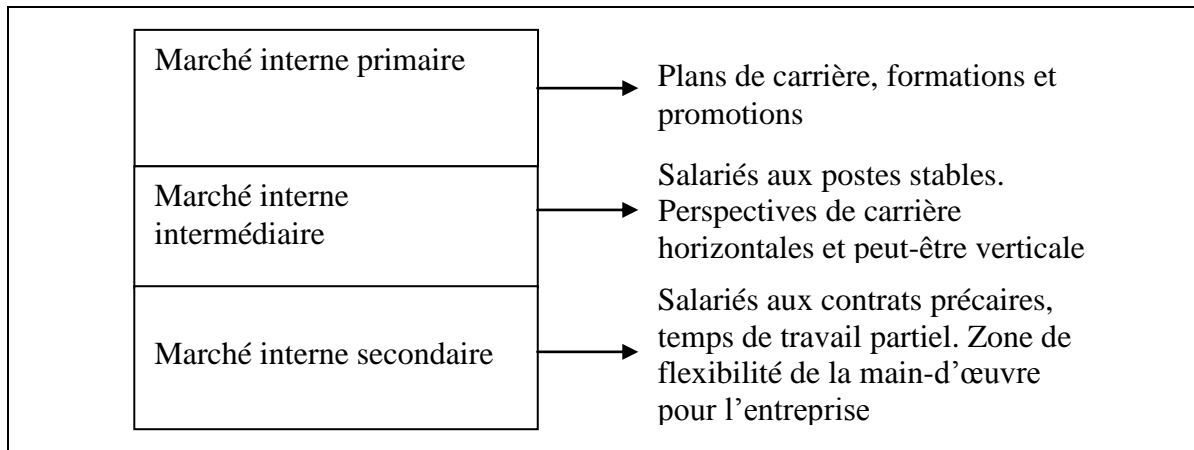 Marché interne primaire
Plans de carrière, formations et
promotions
Marché interne
intermédiaire
Salariés aux postes stables.
Perspectives de carrière
horizontales et peut-être verticale
Marché interne secondaire
Salariés aux contrats précaires,
temps de travail partiel. Zone de
flexibilité de la main-d’œuvre
pour l’entreprise